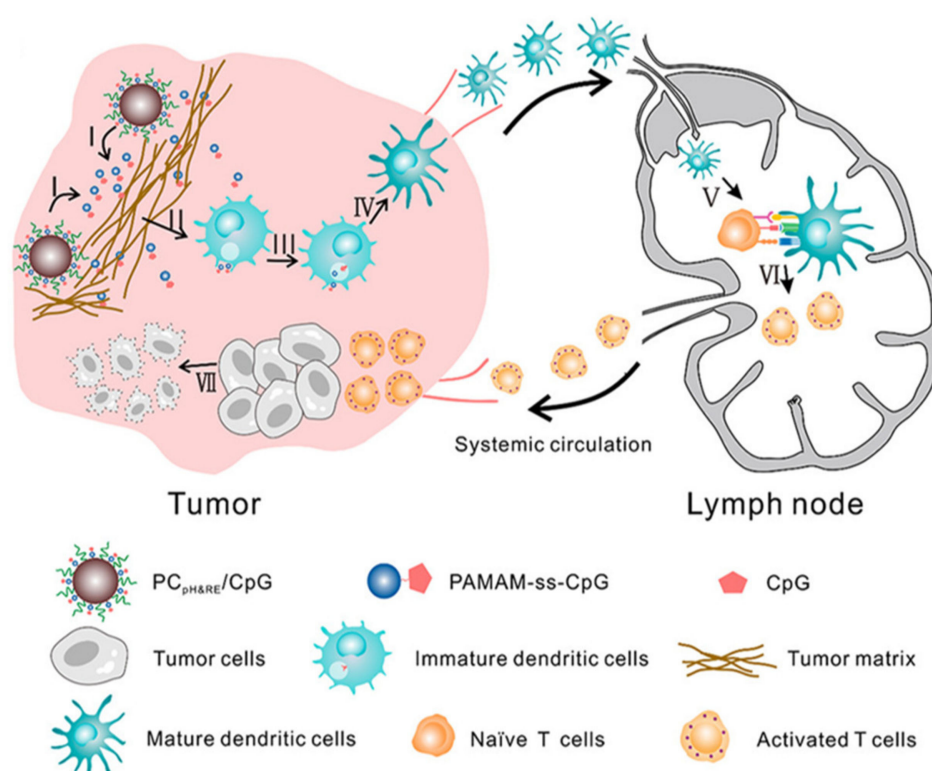 I
I
II
III
IV
V
VI
VII
Systemic circulation
Tumor
Lymph node
PCpH&RE/CpG
PAMAM-ss-CpG
CpG
Tumor cells
Immature dendritic cells
Tumor matrix
Mature dendritic cells
Naïve T cells
Activated T cells